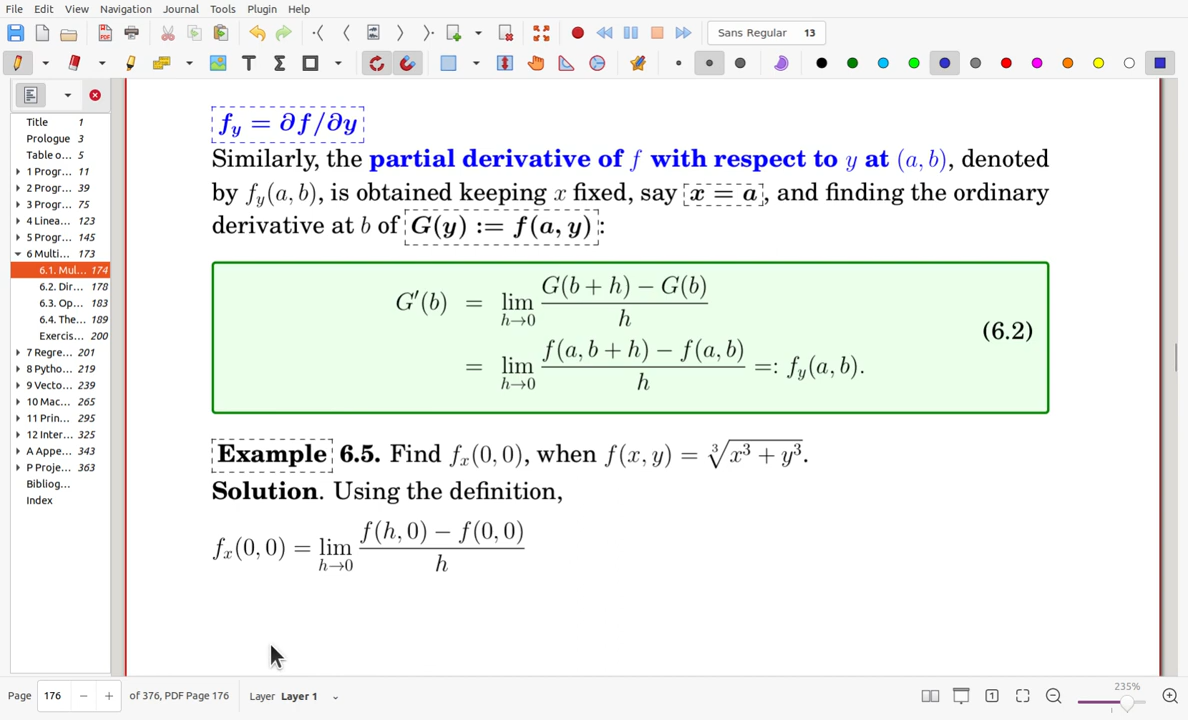 File Edit View Navigation Journal Tools Plugin Help
Sans Regular 13
Title 1
Prologue 3
Table o... 5
1 Progr... 11
2 Progr... 39
3 Progr... 75
4 Linea... 123
5 Progr... 145
6 Multi... 173
6.1. Mul... 174
6.2. Dir... 178
6.3. Op... 183
6.4. The... 189
Exercis... 200
7 Regre... 201
8 Pytho... 219
9 Vecto... 239
10 Mac... 265
11 Prin... 295
12 Inter... 325
A Appe... 343
P Proje... 363
Bibliog...
Index
f_y = ∂f/∂y
Similarly, the partial derivative of f with respect to y at (a, b), denoted
by f_y(a, b), is obtained keeping x fixed, say x = a, and finding the ordinary
derivative at b of G(y) := f(a, y):
G′(b) = lim_{h→0} (G(b + h) − G(b))/h
= lim_{h→0} (f(a, b + h) − f(a, b))/h =: f_y(a, b).
(6.2)
Example 6.5. Find f_x(0, 0), when f(x, y) = ∛(x³ + y³).
Solution. Using the definition,
f_x(0, 0) = lim_{h→0} (f(h, 0) − f(0, 0))/h
Page 176 of 376, PDF Page 176 Layer Layer 1 235%